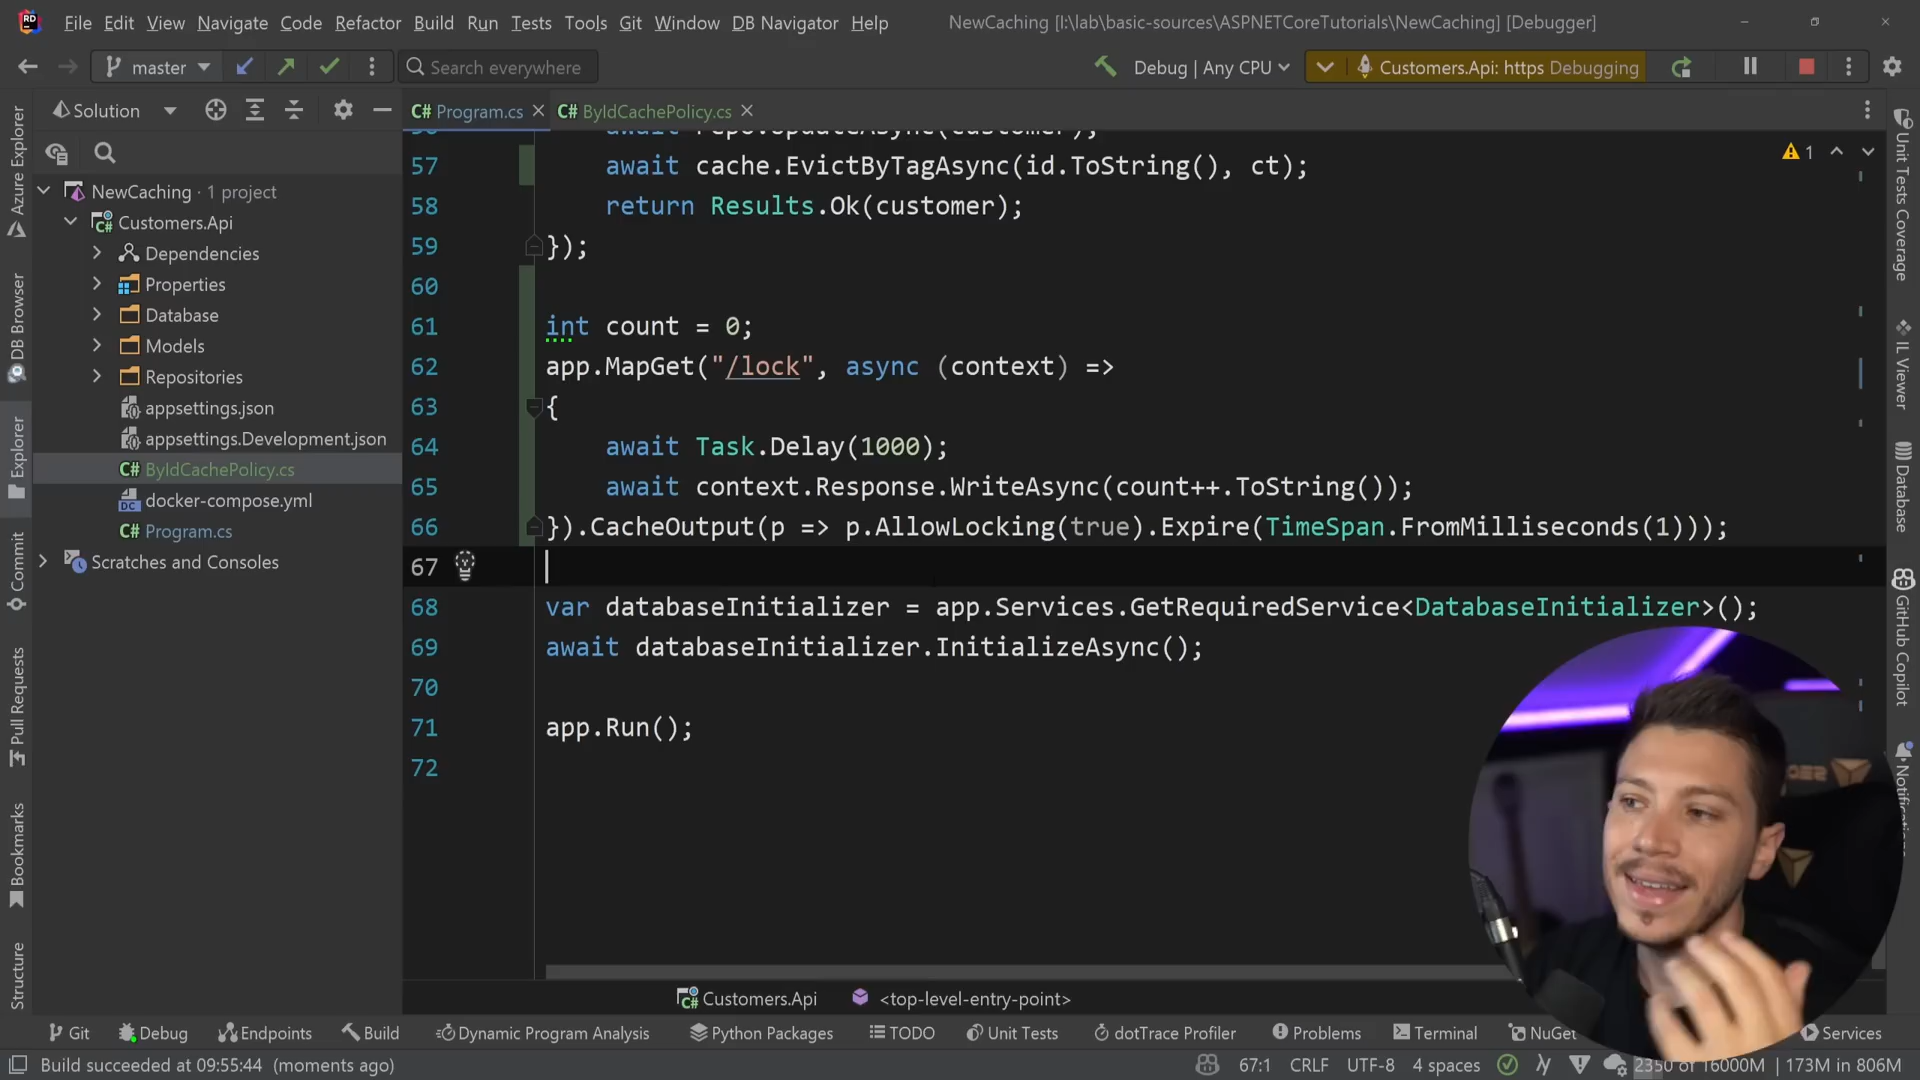 RD File Edit View Navigate Code Refactor Build Run Tests Tools Git Window DB Navigator Help NewCaching [I:\lab\basic-sources\ASPNETCoreTutorials\NewCaching] [Debugger]
master Search everywhere Debug | Any CPU Customers.Api: https Debugging
Solution C# Program.cs C# ByIdCachePolicy.cs
57 await cache.EvictByTagAsync(id.ToString(), ct); 1
58 return Results.Ok(customer);
59 });
60
61 int count = 0;
62 app.MapGet("/lock", async (context) =>
63 {
64 await Task.Delay(1000);
65 await context.Response.WriteAsync(count++.ToString());
66 }).CacheOutput(p => p.AllowLocking(true).Expire(TimeSpan.FromMilliseconds(1)));
67
68 var databaseInitializer = app.Services.GetRequiredService<DatabaseInitializer>();
69 await databaseInitializer.InitializeAsync();
70
71 app.Run();
72
NewCaching · 1 project
C# Customers.Api
Dependencies
Properties
Database
Models
Repositories
appsettings.json
appsettings.Development.json
C# ByIdCachePolicy.cs
DC docker-compose.yml
C# Program.cs
Scratches and Consoles
Azure Explorer
DB Browser
Explorer
Commit
Pull Requests
Bookmarks
Structure
Unit Tests Coverage
IL Viewer
Database
GitHub Copilot
C# Customers.Api <top-level-entry-point>
Git Debug Endpoints Build Dynamic Program Analysis Python Packages TODO Unit Tests dotTrace Profiler Problems Terminal NuGet Services
Build succeeded at 09:55:44 (moments ago) 67:1 CRLF UTF-8 4 spaces 2350 of 16000M 173M in 806M